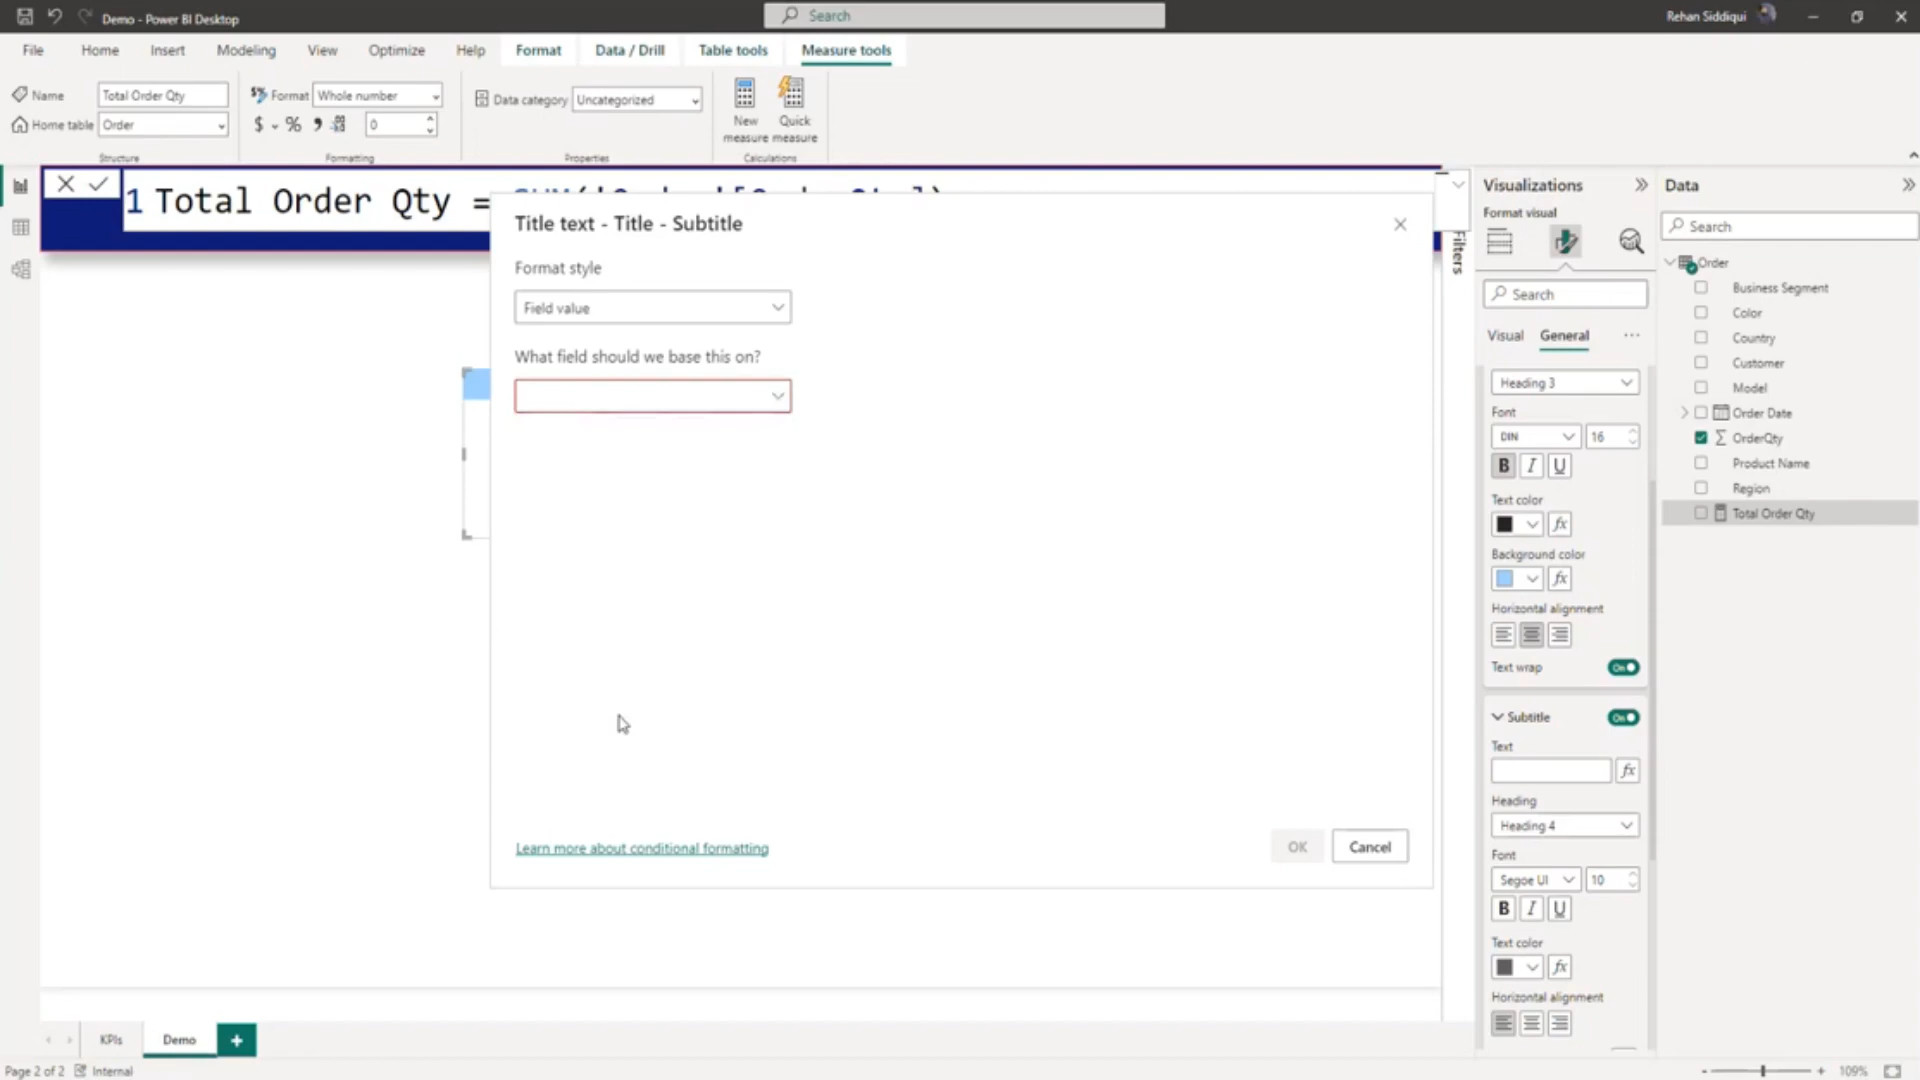 Demo - Power BI Desktop
Search
Rehan Siddiqui
File
Home
Insert
Modeling
View
Optimize
Help
Format
Data / Drill
Table tools
Measure tools
Name
Total Order Qty
Format
Whole number
Data category
Uncategorized
New
measure
Quick
measure
Home table
Order
$
%
0
Structure
Formatting
Properties
Calculations
1 Total Order Qty =
Title text - Title - Subtitle
Format style
Field value
What field should we base this on?
Learn more about conditional formatting
OK
Cancel
Filters
Visualizations
Format visual
Search
Visual
General
Heading 3
Font
DIN
16
B
I
U
Text color
fx
Background color
fx
Horizontal alignment
Text wrap
On
Subtitle
On
Text
fx
Heading
Heading 4
Font
Segoe UI
10
B
I
U
Text color
fx
Horizontal alignment
Data
Search
Order
Business Segment
Color
Country
Customer
Model
Order Date
OrderQty
Product Name
Region
Total Order Qty
KPIs
Demo
+
Page 2 of 2
Internal
- + 109%